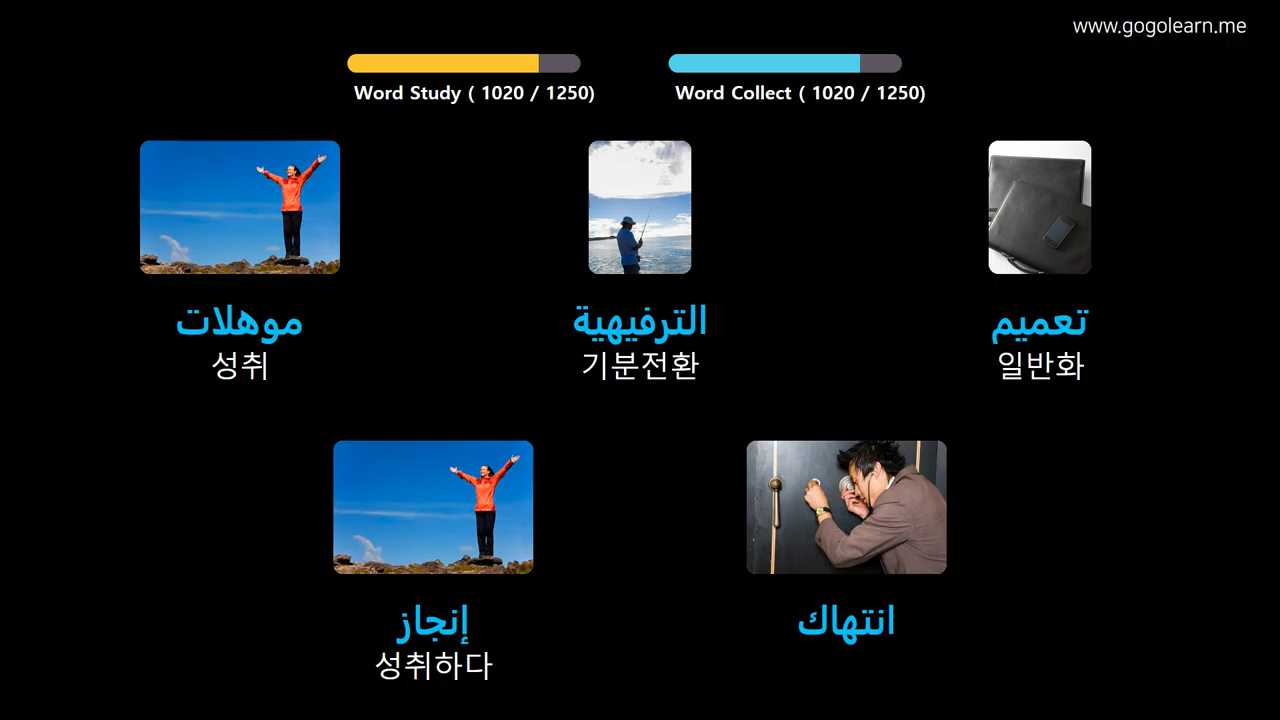 www.gogolearn.me
Word Study ( 1020 / 1250)
Word Collect ( 1020 / 1250)
موهلات
성취
الترفيهية
기분전환
تعميم
일반화
إنجاز
성취하다
انتهاك